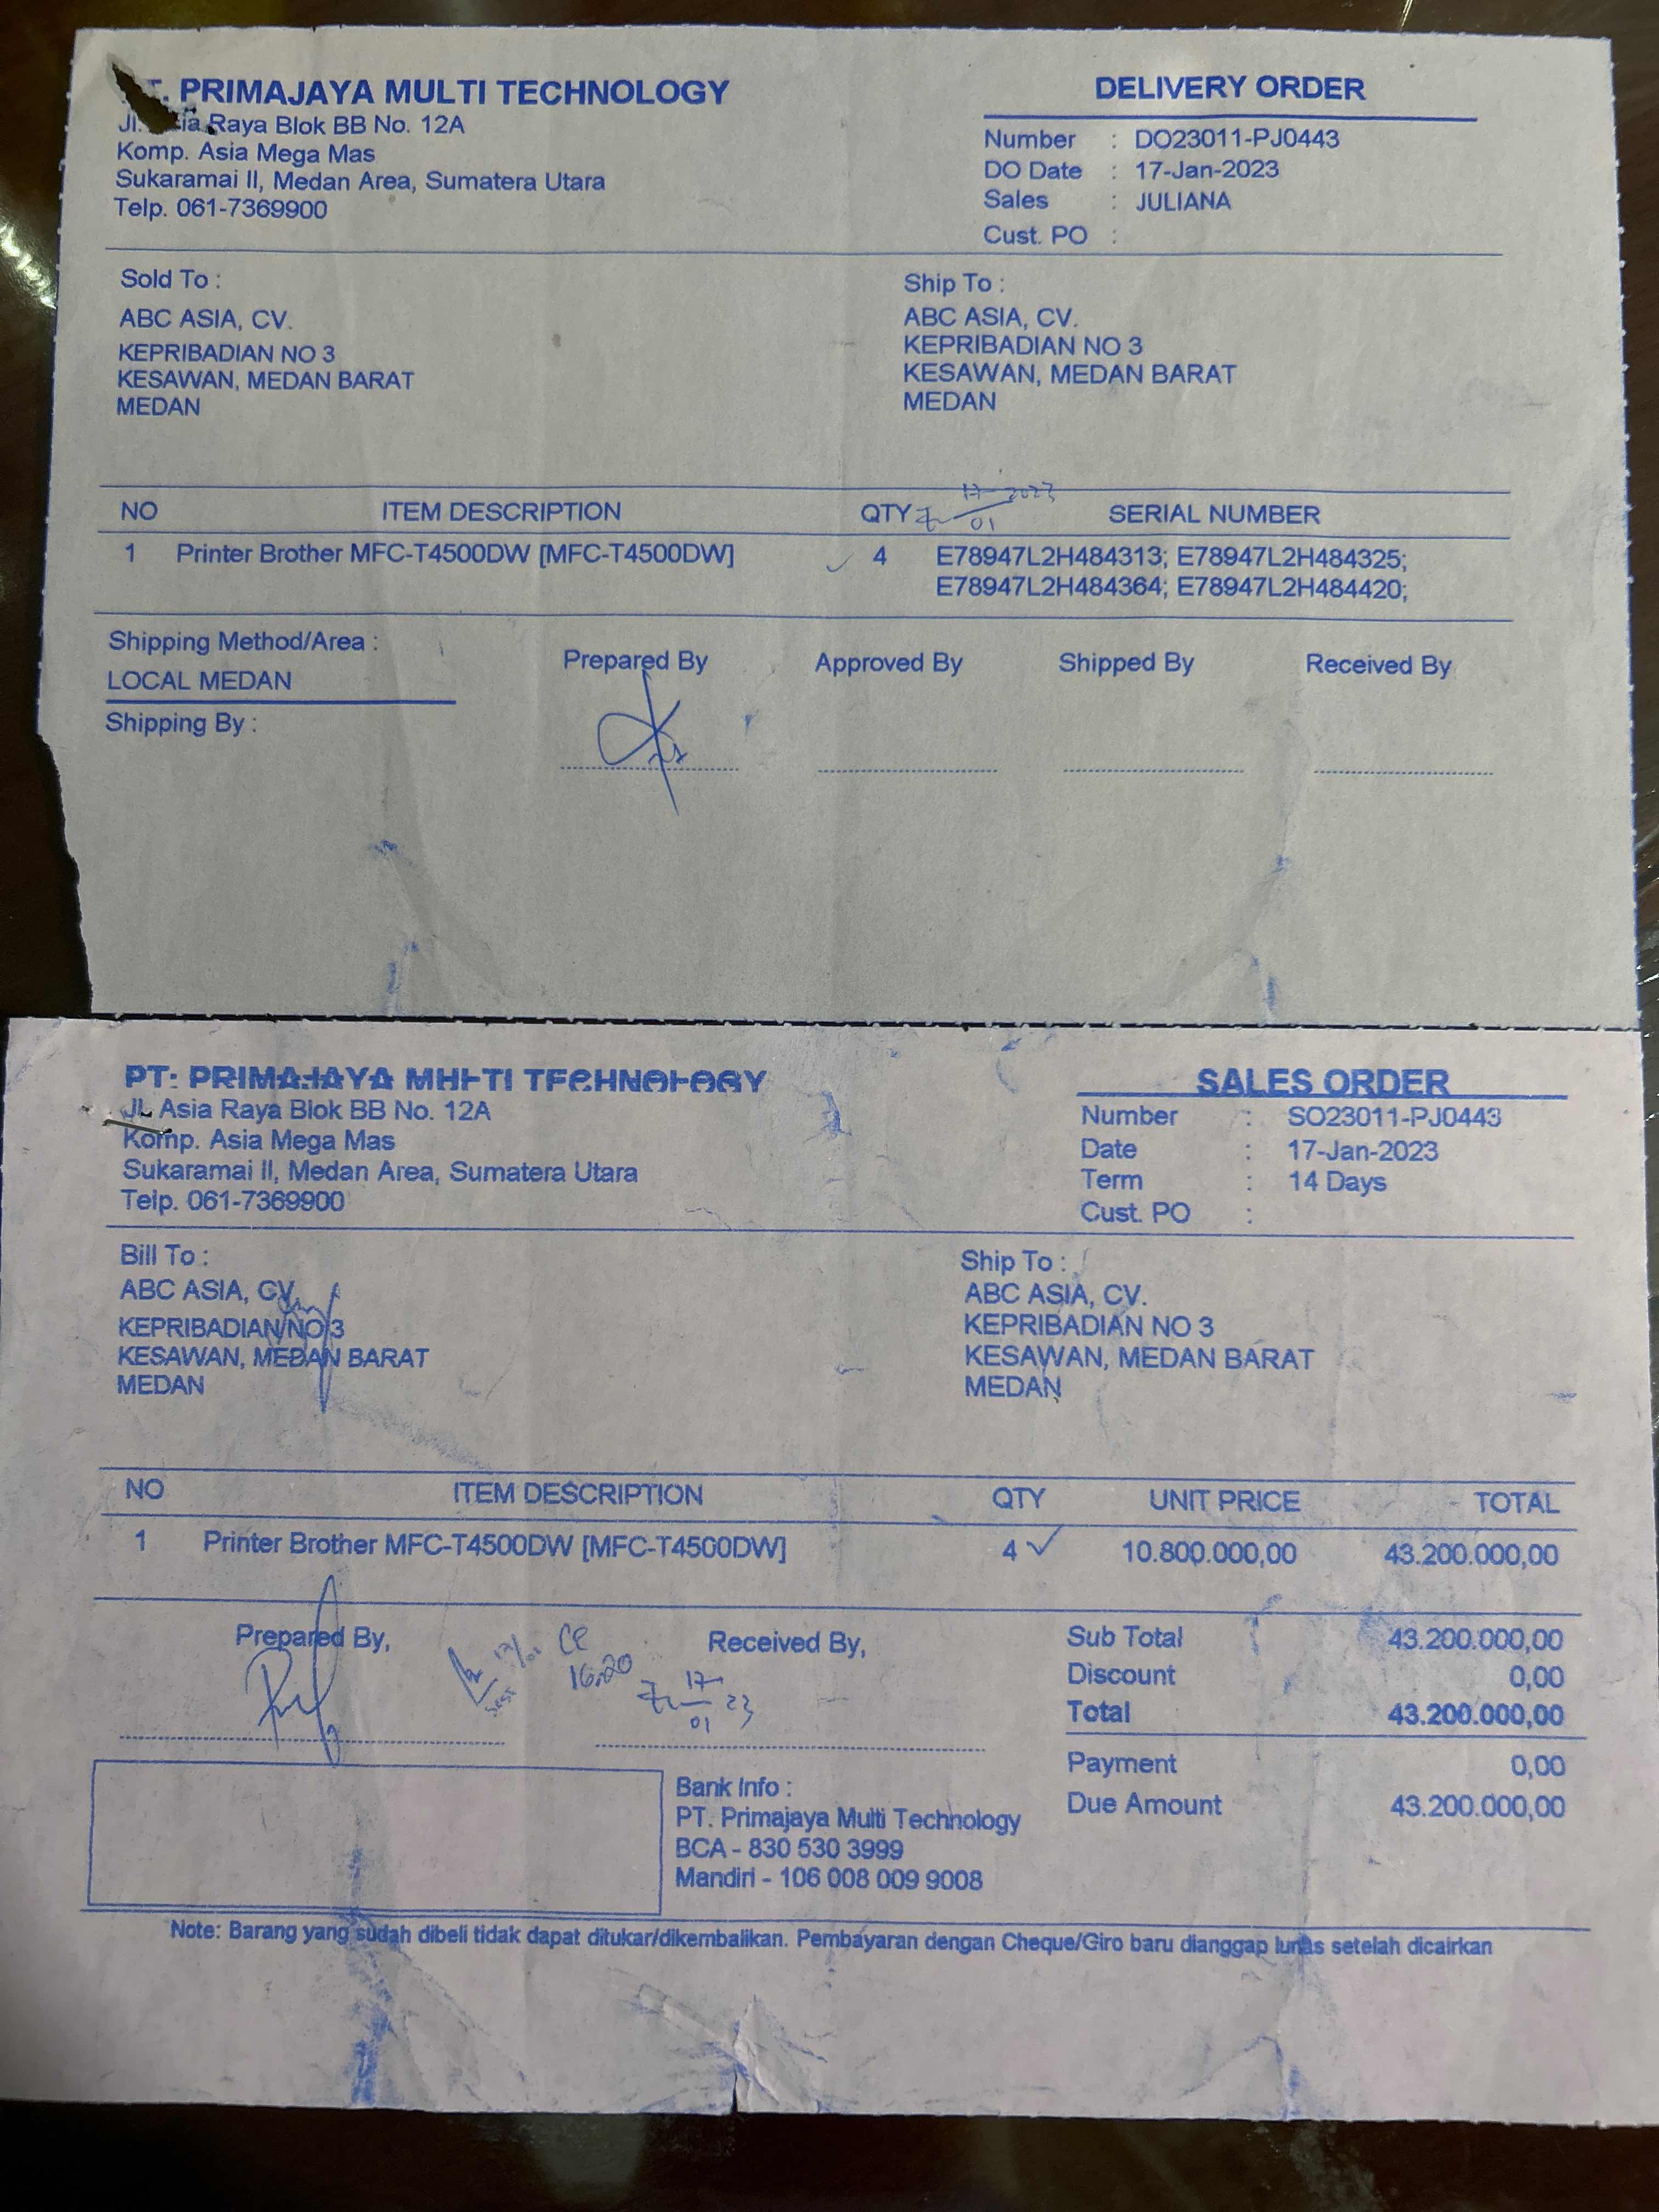 PT. PRIMAJAYA MULTI TECHNOLOGY
Jl. Asia Raya Blok BB No. 12A
Komp. Asia Mega Mas
Sukaramai II, Medan Area, Sumatera Utara
Telp. 061-7369900
DELIVERY ORDER
Number : DO23011-PJ0443
DO Date : 17-Jan-2023
Sales : JULIANA
Cust. PO :
Sold To :
ABC ASIA, CV.
KEPRIBADIAN NO 3
KESAWAN, MEDAN BARAT
MEDAN
Ship To :
ABC ASIA, CV.
KEPRIBADIAN NO 3
KESAWAN, MEDAN BARAT
MEDAN
17 2023
01
NO ITEM DESCRIPTION QTY SERIAL NUMBER
1 Printer Brother MFC-T4500DW [MFC-T4500DW] 4 E78947L2H484313; E78947L2H484325;
E78947L2H484364; E78947L2H484420;
Shipping Method/Area :
LOCAL MEDAN
Shipping By :
Prepared By Approved By Shipped By Received By
PT. PRIMAJAYA MULTI TECHNOLOGY
Jl. Asia Raya Blok BB No. 12A
Komp. Asia Mega Mas
Sukaramai II, Medan Area, Sumatera Utara
Telp. 061-7369900
SALES ORDER
Number : SO23011-PJ0443
Date : 17-Jan-2023
Term : 14 Days
Cust. PO :
Bill To :
ABC ASIA, CV.
KEPRIBADIAN NO 3
KESAWAN, MEDAN BARAT
MEDAN
Ship To :
ABC ASIA, CV.
KEPRIBADIAN NO 3
KESAWAN, MEDAN BARAT
MEDAN
NO ITEM DESCRIPTION QTY UNIT PRICE TOTAL
1 Printer Brother MFC-T4500DW [MFC-T4500DW] 4 10.800.000,00 43.200.000,00
Prepared By, Received By,
16.20
17
01 23
Sub Total 43.200.000,00
Discount 0,00
Total 43.200.000,00
Payment 0,00
Due Amount 43.200.000,00
Bank Info :
PT. Primajaya Multi Technology
BCA - 830 530 3999
Mandiri - 106 008 009 9008
Note: Barang yang sudah dibeli tidak dapat ditukar/dikembalikan. Pembayaran dengan Cheque/Giro baru dianggap lunas setelah dicairkan